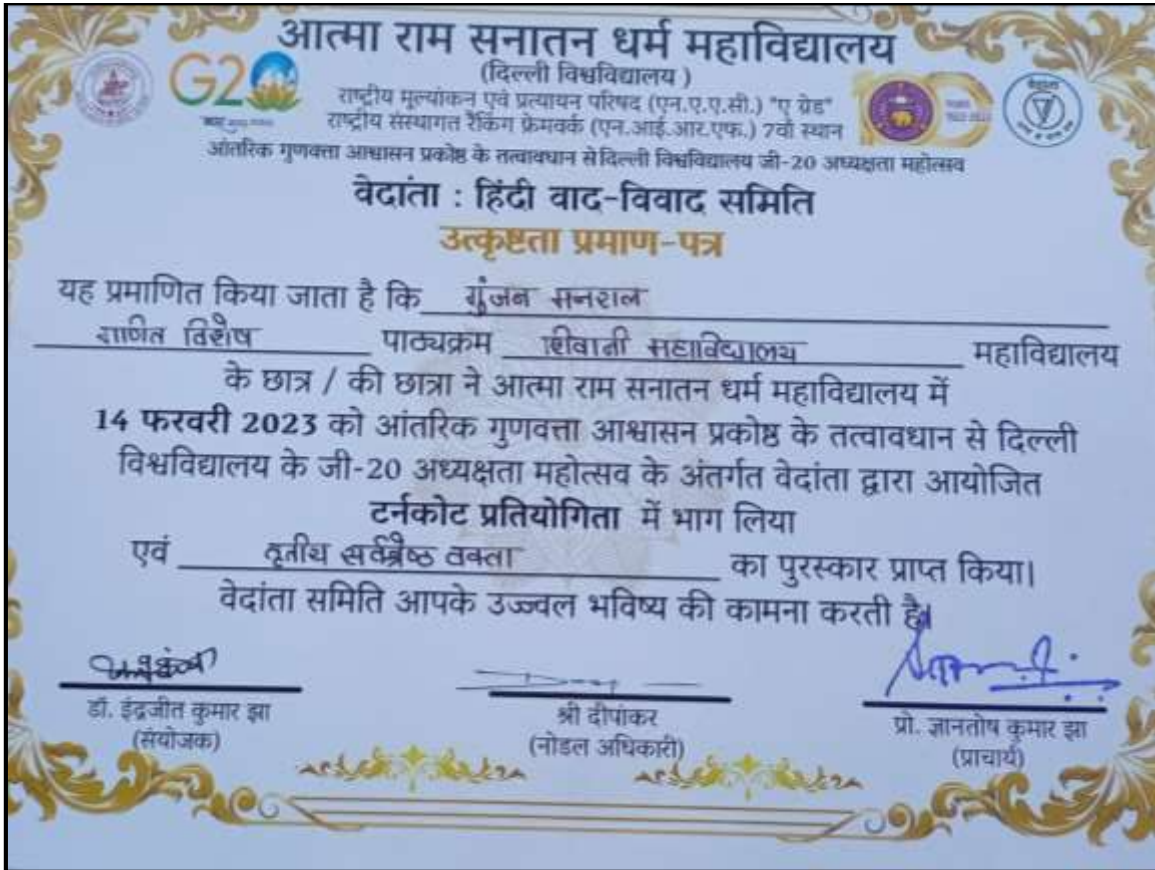 आत्मा राम सनातन धर्म महाविद्यालय
(दिल्ली विश्वविद्यालय )
राष्ट्रीय मूल्यांकन एवं प्रत्यायन परिषद (एन.ए.ए.सी.) "ए ग्रेड"
राष्ट्रीय संस्थागत रैंकिंग फ्रेमवर्क (एन.आई.आर.एफ.) 7वाँ स्थान
G20
आंतरिक गुणवत्ता आश्वासन प्रकोष्ठ के तत्वावधान से दिल्ली विश्वविद्यालय जी-20 अध्यक्षता महोत्सव
वेदांता : हिंदी वाद-विवाद समिति
उत्कृष्टता प्रमाण-पत्र
यह प्रमाणित किया जाता है कि गुंजन मनराल
गणित विशेष पाठ्यक्रम महाविद्यालय महाविद्यालय
के छात्र / की छात्रा ने आत्मा राम सनातन धर्म महाविद्यालय में
14 फरवरी 2023 को आंतरिक गुणवत्ता आश्वासन प्रकोष्ठ के तत्वावधान से दिल्ली
विश्वविद्यालय के जी-20 अध्यक्षता महोत्सव के अंतर्गत वेदांता द्वारा आयोजित
टर्नकोट प्रतियोगिता में भाग लिया
एवं तृतीय सर्वश्रेष्ठ वक्ता का पुरस्कार प्राप्त किया।
वेदांता समिति आपके उज्ज्वल भविष्य की कामना करती है।
डॉ. इंद्रजीत कुमार झा
(संयोजक)
श्री दीपांकर
(नोडल अधिकारी)
प्रो. ज्ञानतोष कुमार झा
(प्राचार्य)